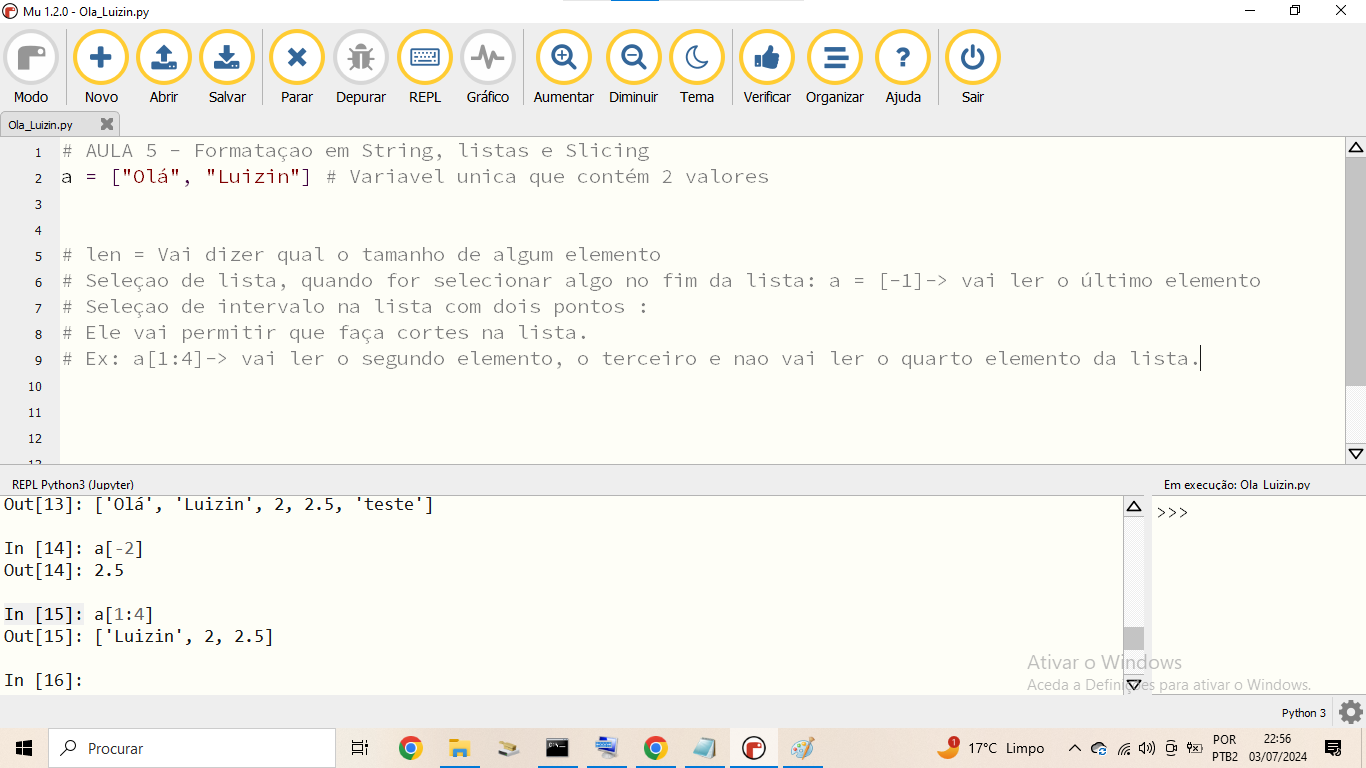 Mu 1.2.0 - Ola_Luizin.py
Modo Novo Abrir Salvar Parar Depurar REPL Gráfico Aumentar Diminuir Tema Verificar Organizar Ajuda Sair
Ola_Luizin.py
1 # AULA 5 - Formataçao em String, listas e Slicing
2 a = ["Olá", "Luizin"] # Variavel unica que contém 2 valores
3
4
5 # len = Vai dizer qual o tamanho de algum elemento
6 # Seleçao de lista, quando for selecionar algo no fim da lista: a = [-1]-> vai ler o último elemento
7 # Seleçao de intervalo na lista com dois pontos :
8 # Ele vai permitir que faça cortes na lista.
9 # Ex: a[1:4]-> vai ler o segundo elemento, o terceiro e nao vai ler o quarto elemento da lista.
10
11
12
13
REPL Python3 (Jupyter)
Em execução: Ola_Luizin.py
Out[13]: ['Olá', 'Luizin', 2, 2.5, 'teste']
>>>
In [14]: a[-2]
Out[14]: 2.5
In [15]: a[1:4]
Out[15]: ['Luizin', 2, 2.5]
In [16]:
Ativar o Windows
Aceda a Definições para ativar o Windows.
Python 3
Procurar
1
17°C Limpo
POR
PTB2
22:56
03/07/2024